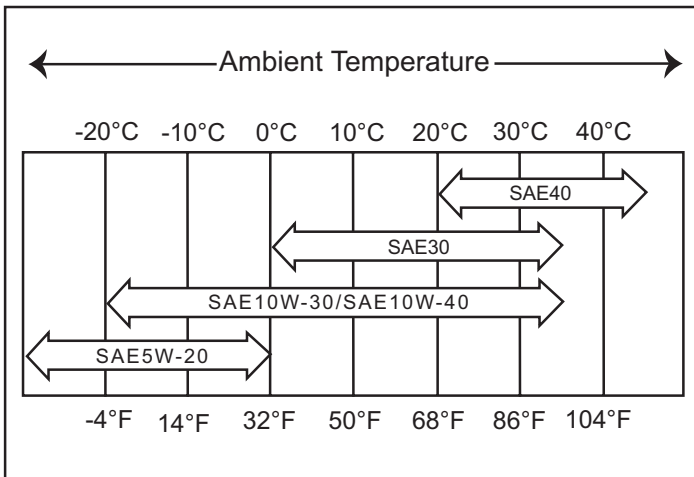 Ambient Temperature
-20°C -10°C 0°C 10°C 20°C 30°C 40°C
SAE40
SAE30
SAE10W-30/SAE10W-40
SAE5W-20
-4°F 14°F 32°F 50°F 68°F 86°F 104°F